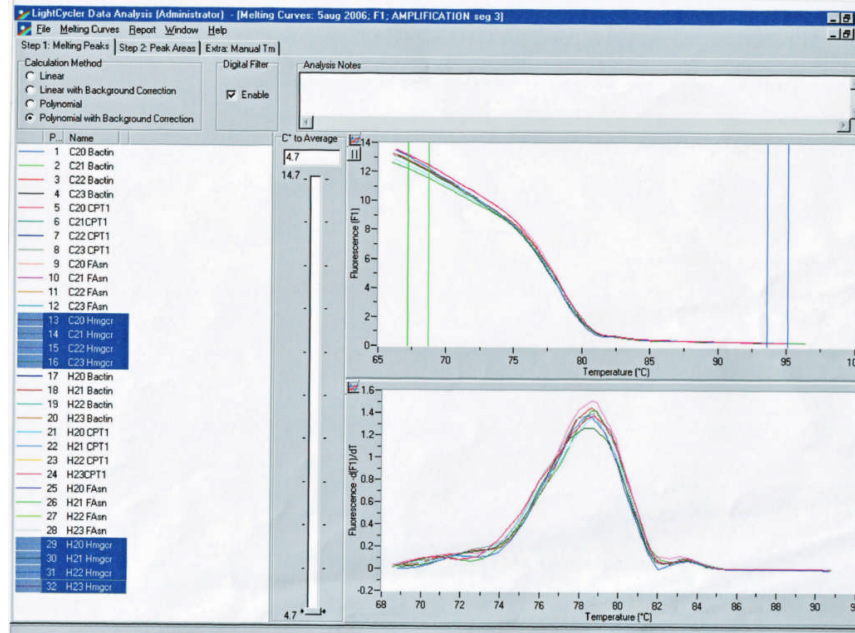 LightCycler Data Analysis (Administrator) - [Melting Curves: 5aug 2006; F1; AMPLIFICATION seg 3]
File Melting Curves Report Window Help
Step 1: Melting Peaks Step 2: Peak Areas Extra: Manual Tm
Calculation Method
Linear
Linear with Background Correction
Polynomial
Polynomial with Background Correction
Digital Filter
Enable
Analysis Notes
P... Name
1 C20 Bactin
2 C21 Bactin
3 C22 Bactin
4 C23 Bactin
5 C20 CPT1
6 C21CPT1
7 C22 CPT1
8 C23 CPT1
9 C20 FAsn
10 C21 FAsn
11 C22 FAsn
12 C23 FAsn
13 C20 Hmgcr
14 C21 Hmgcr
15 C22 Hmgcr
16 C23 Hmgcr
17 H20 Bactin
18 H21 Bactin
19 H22 Bactin
20 H23 Bactin
21 H20 CPT1
22 H21 CPT1
23 H22 CPT1
24 H23CPT1
25 H20 FAsn
26 H21 FAsn
27 H22 FAsn
28 H23 FAsn
29 H20 Hmgcr
30 H21 Hmgcr
31 H22 Hmgcr
32 H23 Hmgcr
C° to Average
4.7
14.7
4.7
14
12
10
8
6
4
2
0
Fluorescence (F1)
65 70 75 80 85 90 95 10
Temperature (°C)
1.6
1.4
1.2
1
0.8
0.6
0.4
0.2
0
-0.2
Fluorescence -d(F1)/dT
68 70 72 74 76 78 80 82 84 86 88 90 9
Temperature (°C)